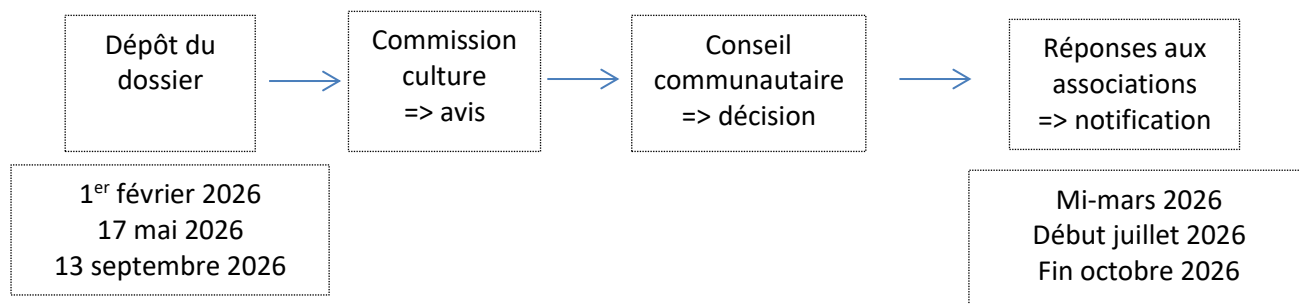 Dépôt du
dossier
Commission
culture
=> avis
Conseil
communautaire
=> décision
Réponses aux
associations
=> notification
1er février 2026
17 mai 2026
13 septembre 2026
Mi-mars 2026
Début juillet 2026
Fin octobre 2026